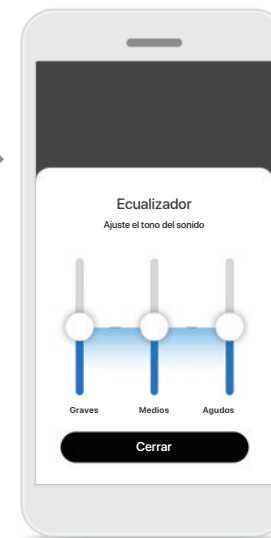 Ecualizador
Ajuste el tono del sonido
Graves Medios Agudos
Cerrar